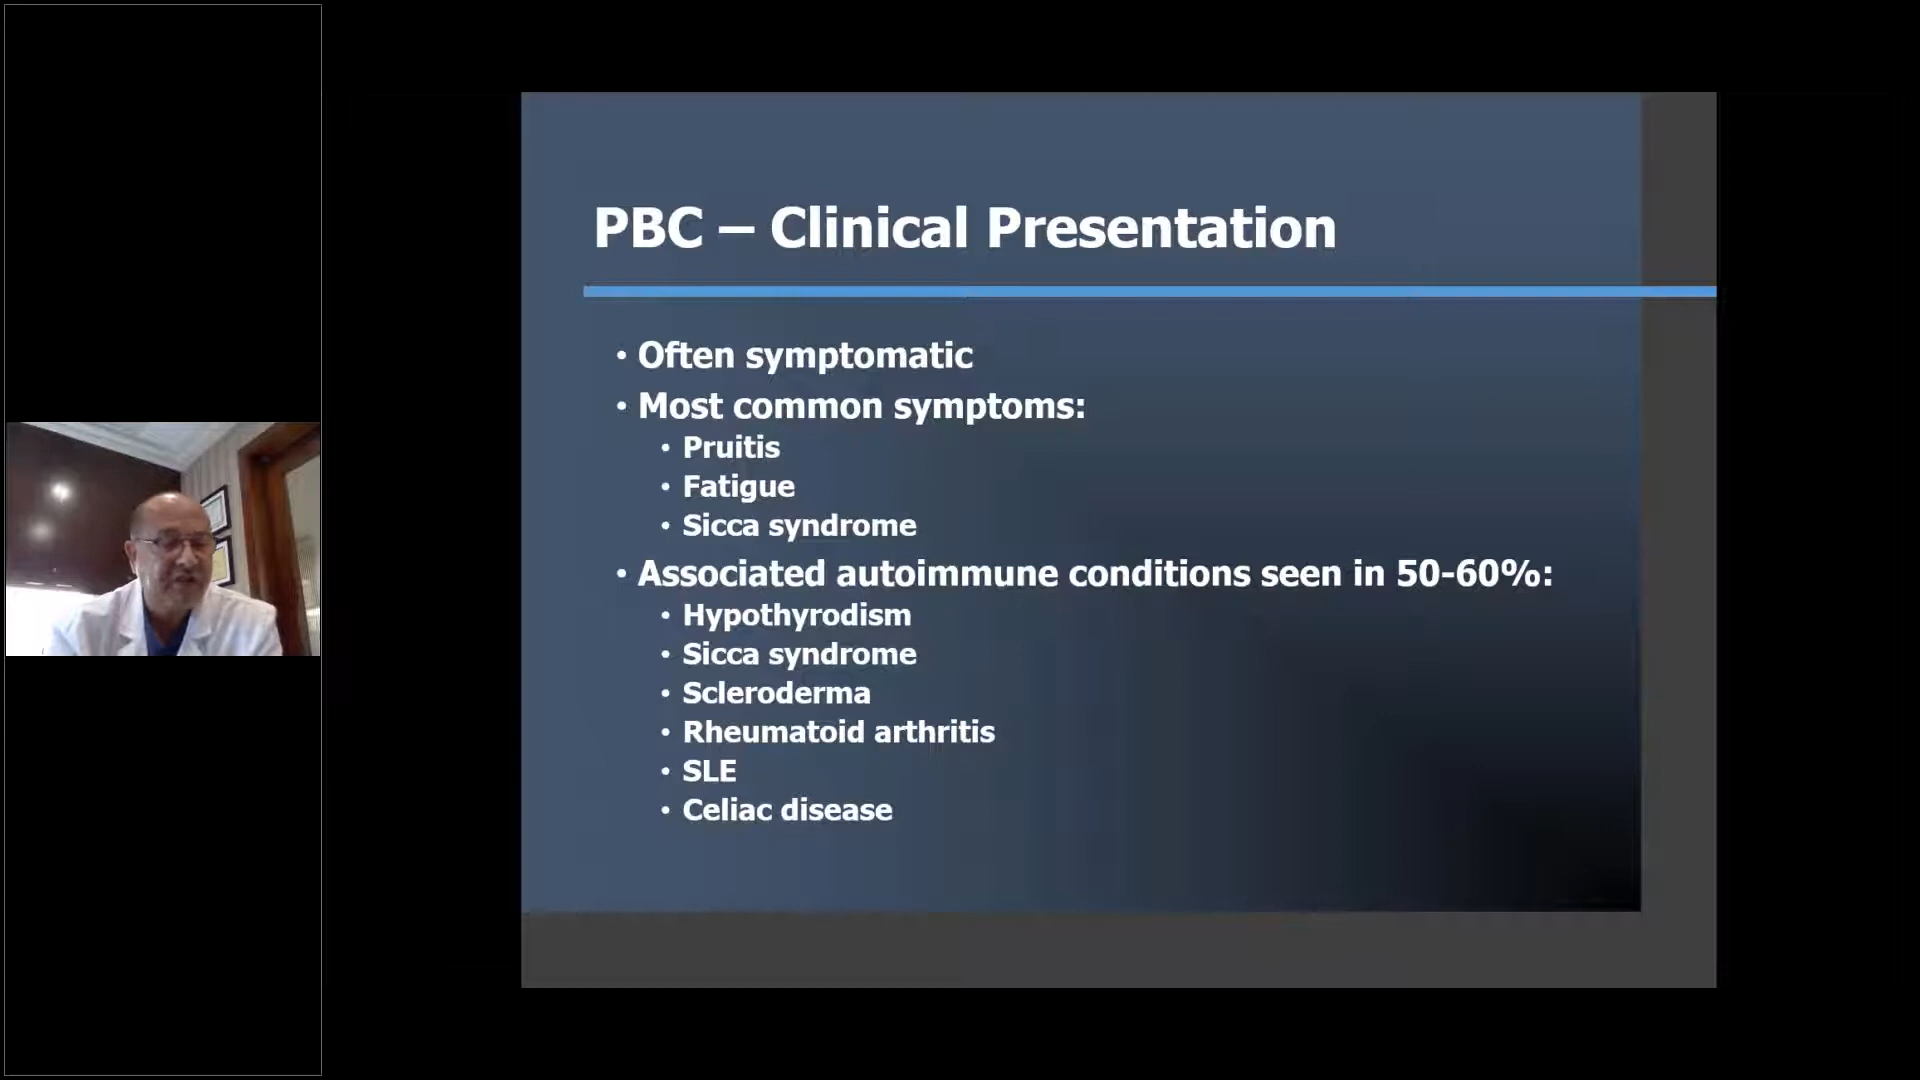 PBC – Clinical Presentation
• Often symptomatic
• Most common symptoms:
• Pruitis
• Fatigue
• Sicca syndrome
• Associated autoimmune conditions seen in 50-60%:
• Hypothyrodism
• Sicca syndrome
• Scleroderma
• Rheumatoid arthritis
• SLE
• Celiac disease